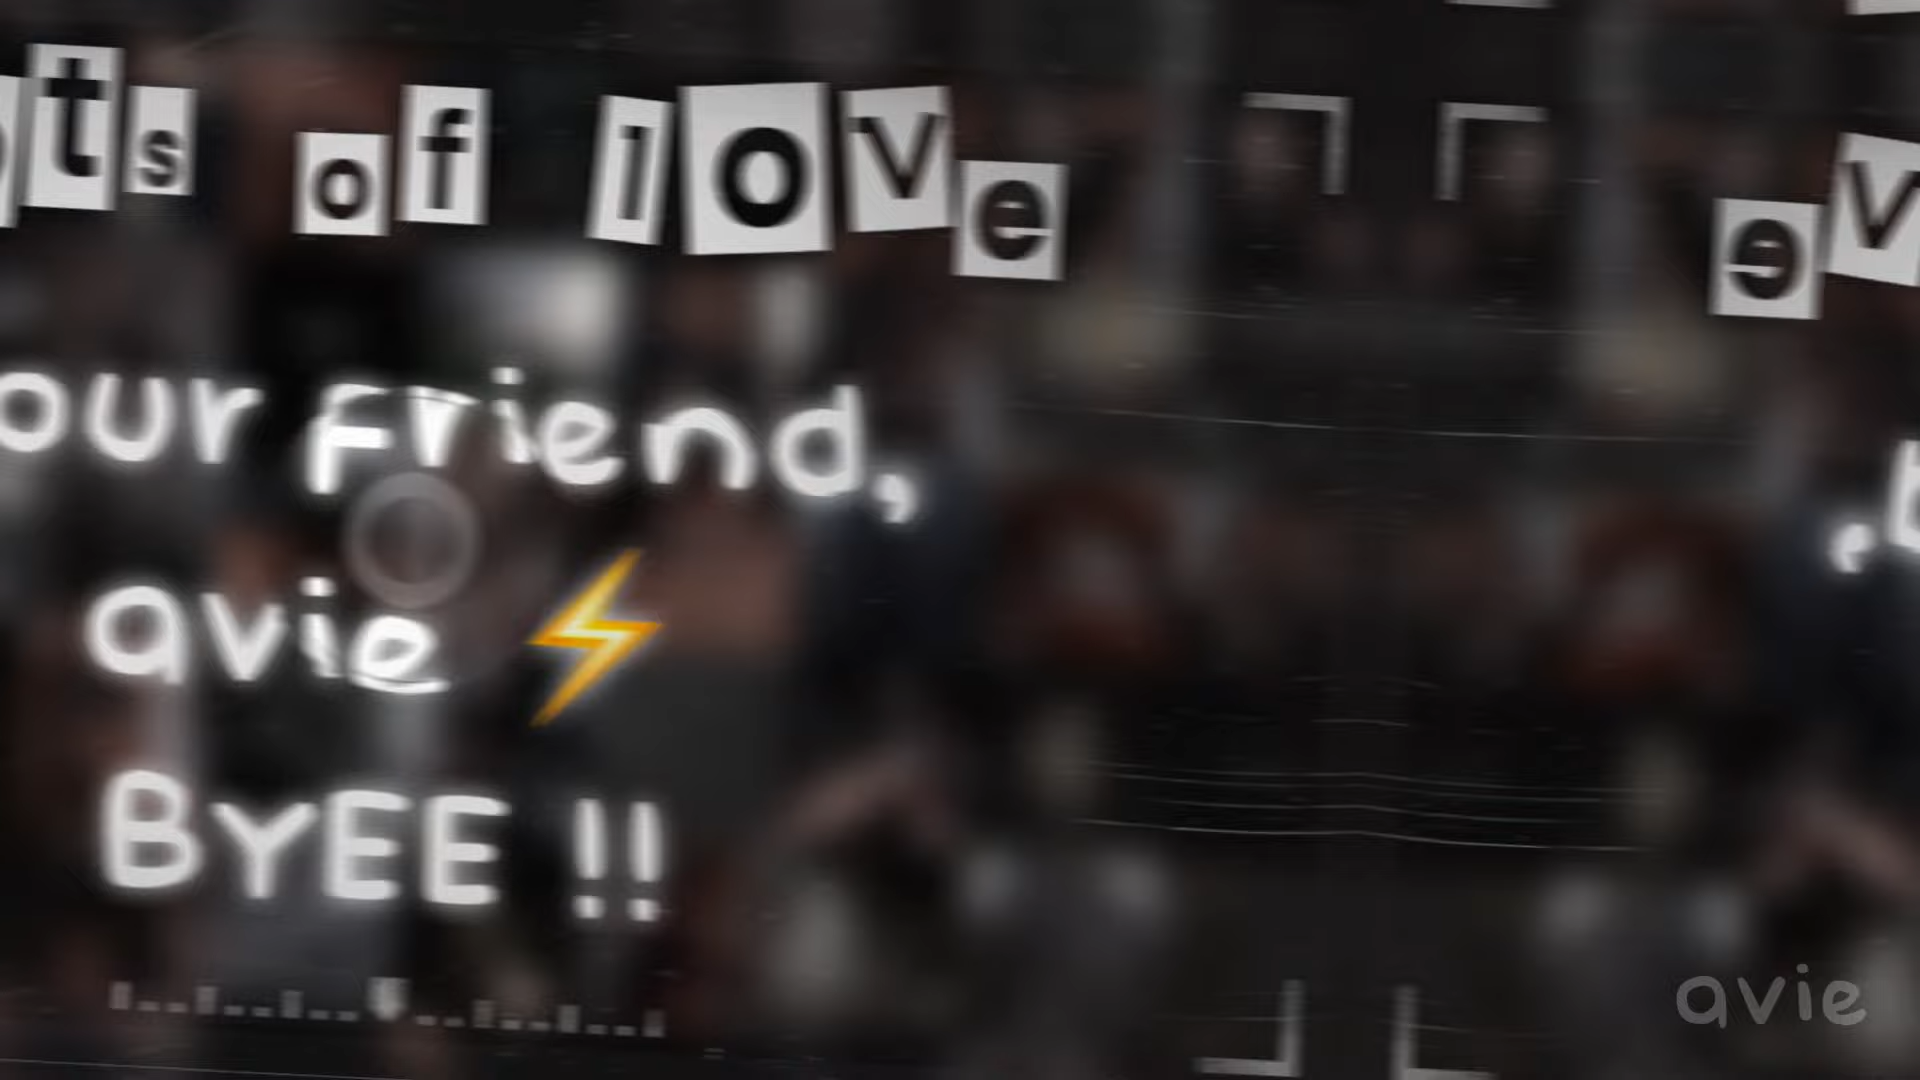 ts of love
our friend,
avie ⚡
BYEE !!
avie